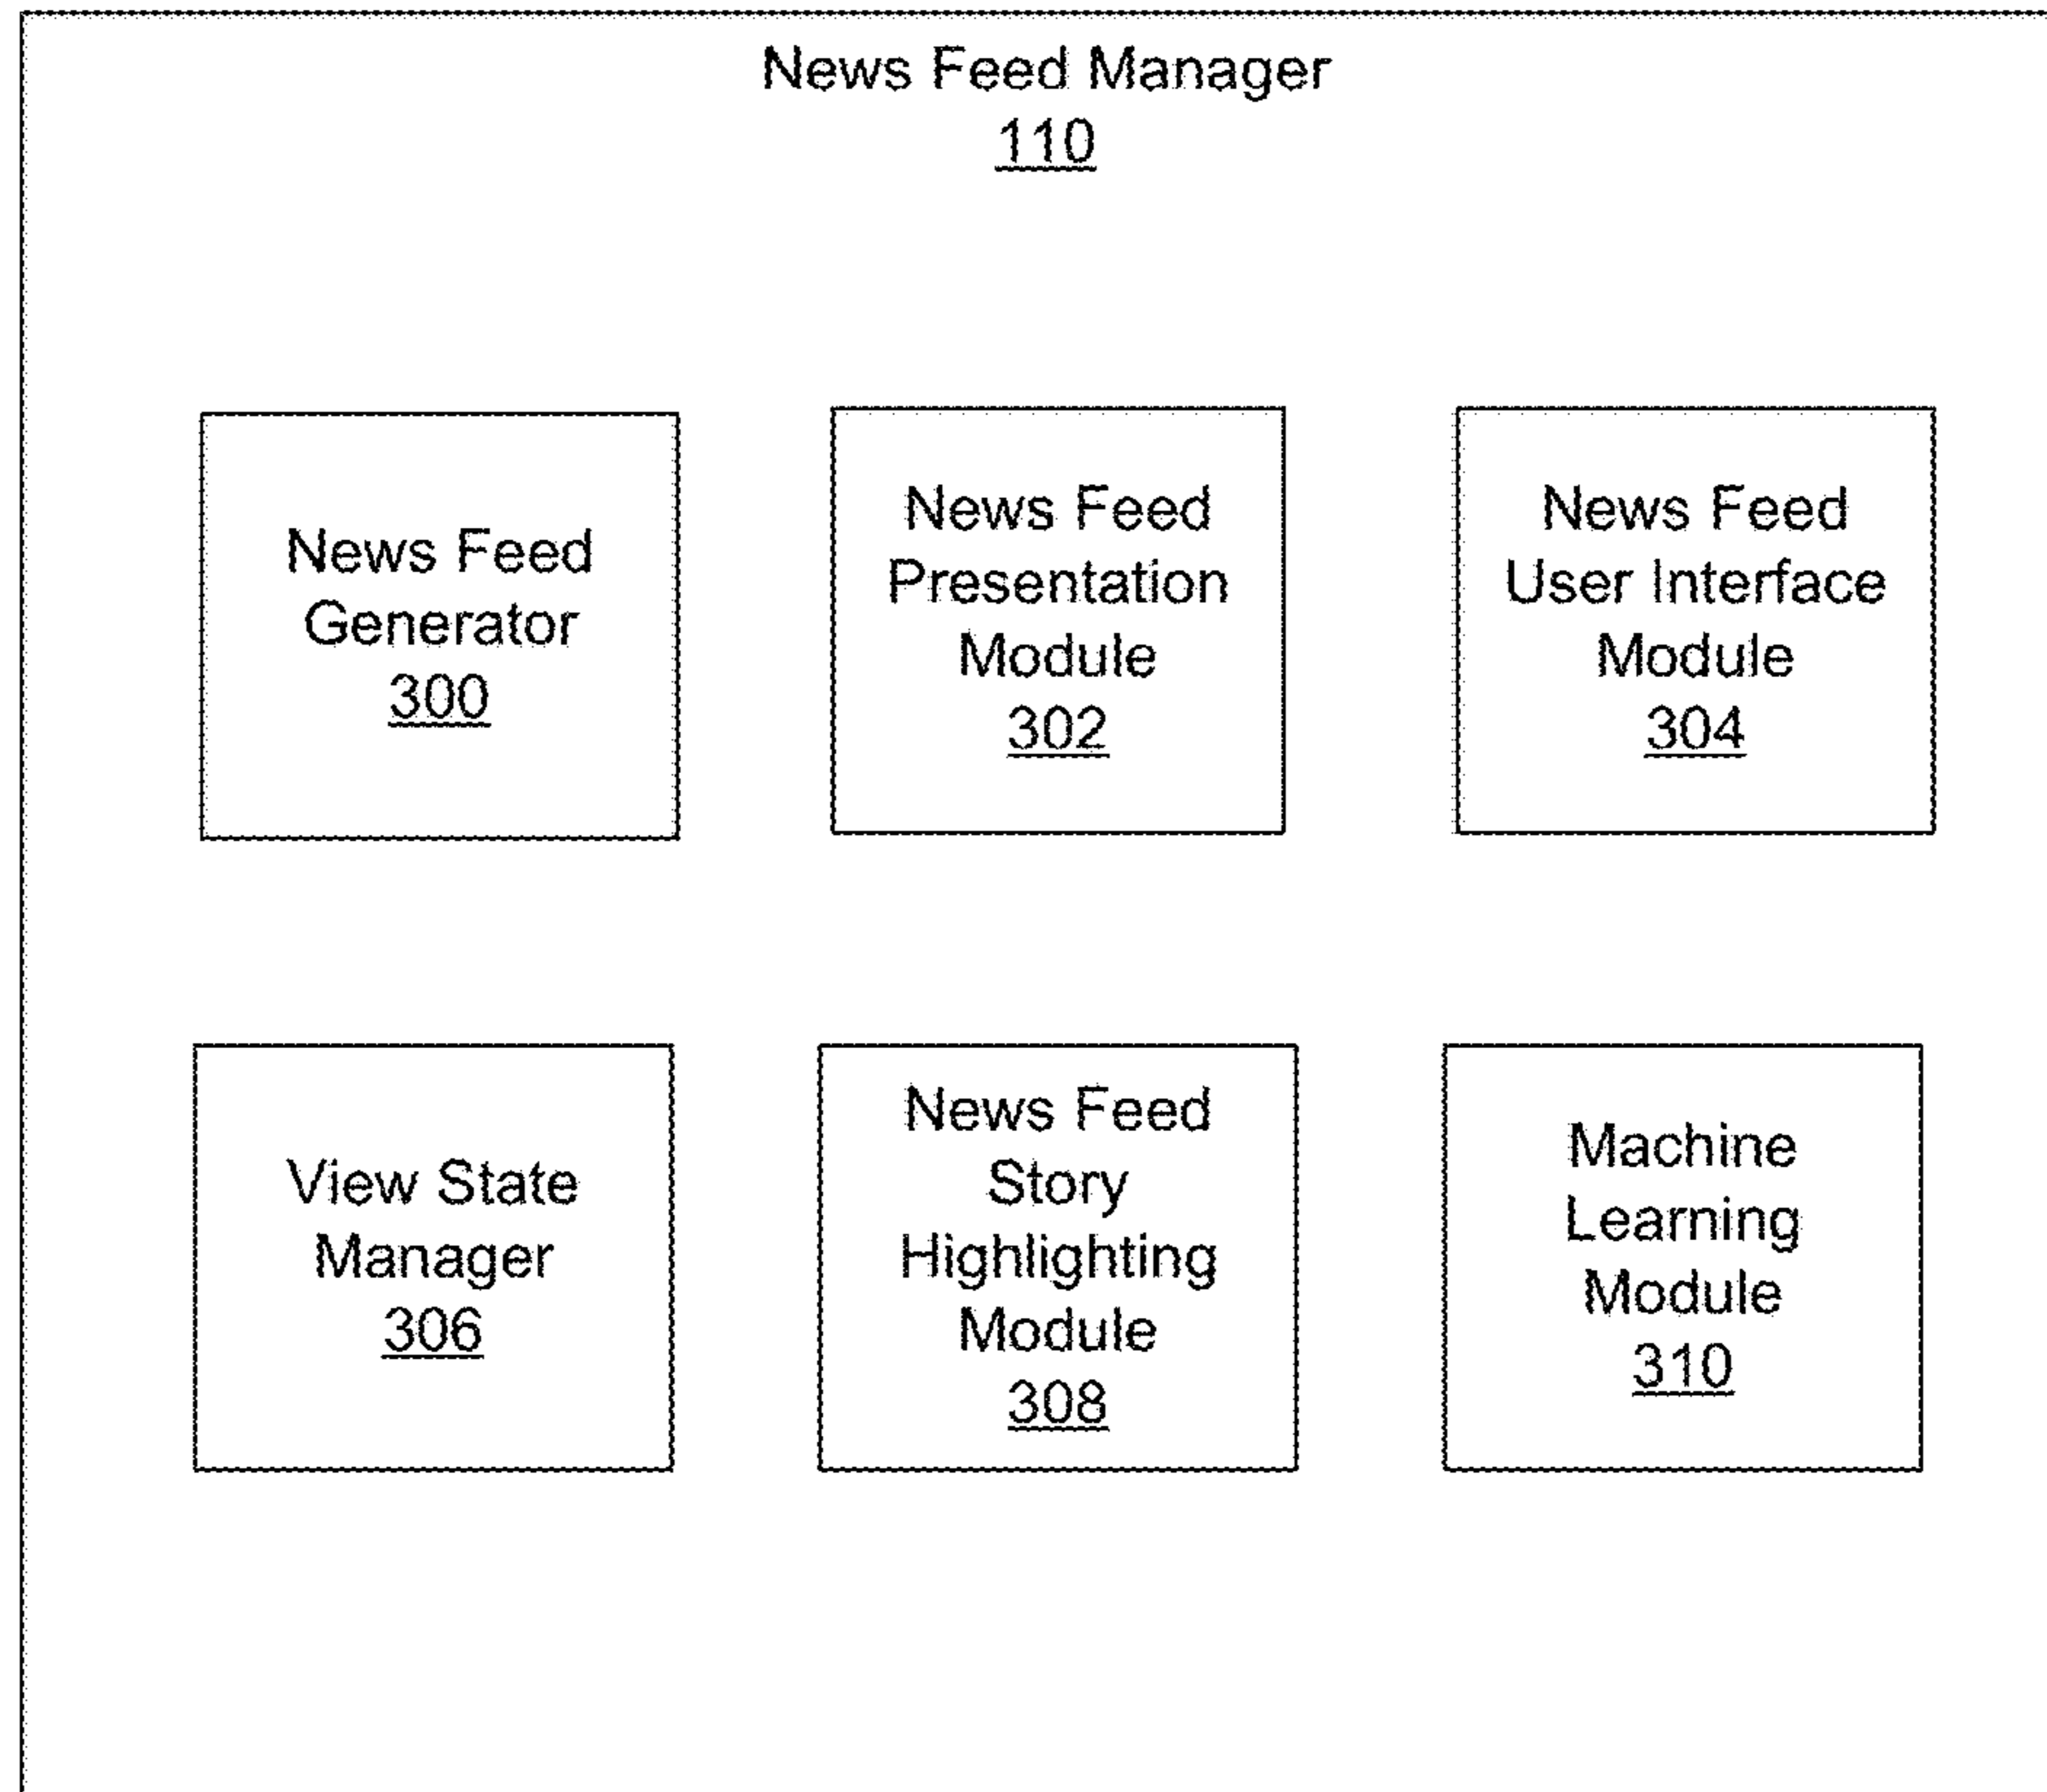 News Feed Manager
110
News Feed
Generator
300
News Feed
Presentation
Module
302
News Feed
User Interface
Module
304
View State
Manager
306
News Feed
Story
Highlighting
Module
308
Machine
Learning
Module
310